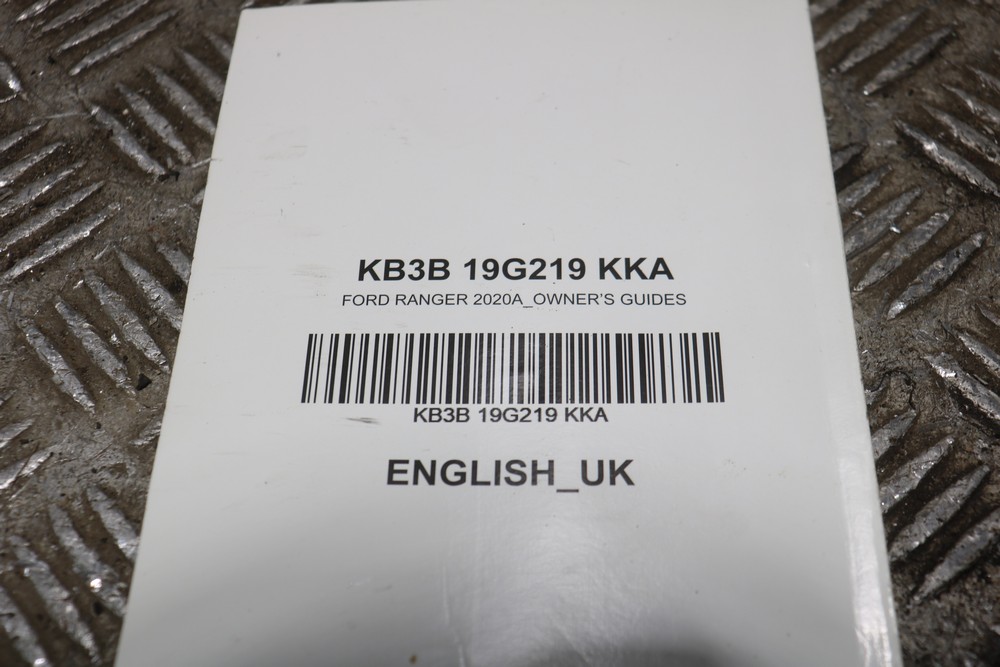 KB3B 19G219 KKA
FORD RANGER 2020A_OWNER'S GUIDES
KB3B 19G219 KKA
ENGLISH_UK